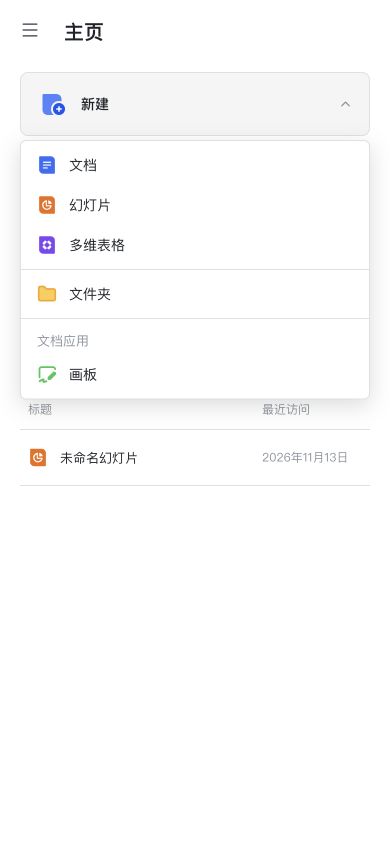 主页
新建
文档
幻灯片
多维表格
文件夹
文档应用
画板
标题 最近访问
未命名幻灯片 2026年11月13日